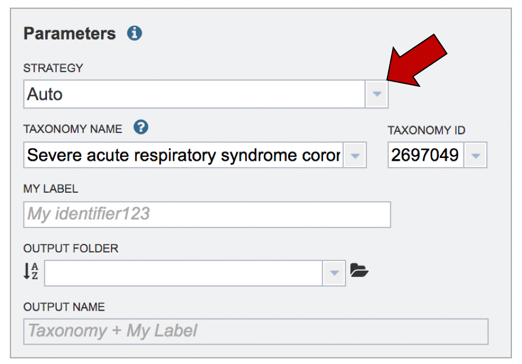 Parameters
STRATEGY
Auto
TAXONOMY NAME
TAXONOMY ID
Severe acute respiratory syndrome coror
2697049
MY LABEL
My identifier123
OUTPUT FOLDER
A
Z
OUTPUT NAME
Taxonomy + My Label